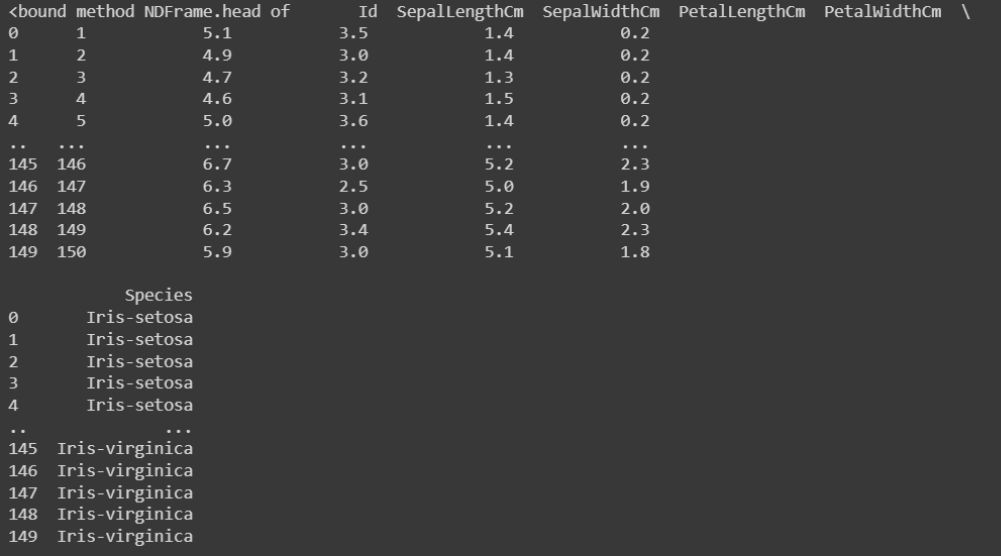 <bound method NDFrame.head of       Id  SepalLengthCm  SepalWidthCm  PetalLengthCm  PetalWidthCm  \
0      1            5.1           3.5            1.4           0.2
1      2            4.9           3.0            1.4           0.2
2      3            4.7           3.2            1.3           0.2
3      4            4.6           3.1            1.5           0.2
4      5            5.0           3.6            1.4           0.2
..   ...            ...           ...            ...           ...
145  146            6.7           3.0            5.2           2.3
146  147            6.3           2.5            5.0           1.9
147  148            6.5           3.0            5.2           2.0
148  149            6.2           3.4            5.4           2.3
149  150            5.9           3.0            5.1           1.8
Species
0       Iris-setosa
1       Iris-setosa
2       Iris-setosa
3       Iris-setosa
4       Iris-setosa
..              ...
145  Iris-virginica
146  Iris-virginica
147  Iris-virginica
148  Iris-virginica
149  Iris-virginica